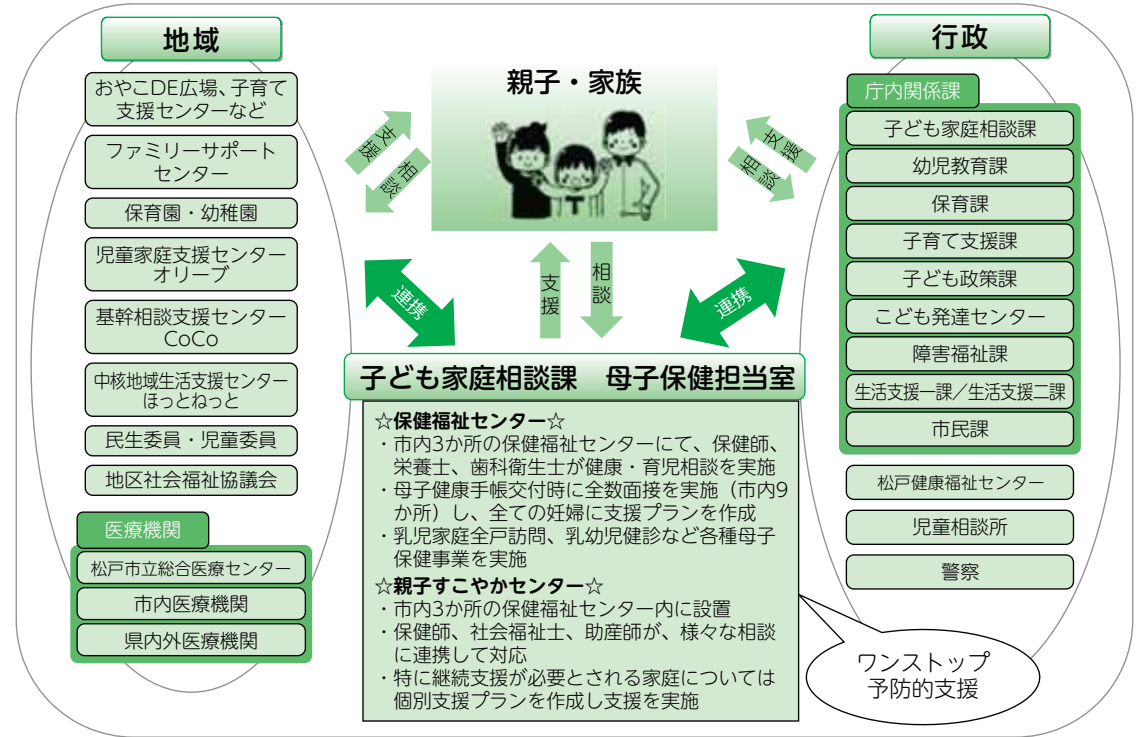 地域
おやこDE広場、子育て
支援センターなど
ファミリーサポート
センター
保育園・幼稚園
児童家庭支援センター
オリーブ
基幹相談支援センター
CoCo
中核地域生活支援センター
ほっとねっと
民生委員・児童委員
地区社会福祉協議会
医療機関
松戸市立総合医療センター
市内医療機関
県内外医療機関
親子・家族
支援
相談
支援
相談
支援
相談
連携
連携
子ども家庭相談課 母子保健担当室
☆保健福祉センター☆
・市内3か所の保健福祉センターにて、保健師、
栄養士、歯科衛生士が健康・育児相談を実施
・母子健康手帳交付時に全数面接を実施（市内9
か所）し、全ての妊婦に支援プランを作成
・乳児家庭全戸訪問、乳幼児健診など各種母子
保健事業を実施
☆親子すこやかセンター☆
・市内3か所の保健福祉センター内に設置
・保健師、社会福祉士、助産師が、様々な相談
に連携して対応
・特に継続支援が必要とされる家庭については
個別支援プランを作成し支援を実施
ワンストップ
予防的支援
行政
庁内関係課
子ども家庭相談課
幼児教育課
保育課
子育て支援課
子ども政策課
こども発達センター
障害福祉課
生活支援一課／生活支援二課
市民課
松戸健康福祉センター
児童相談所
警察